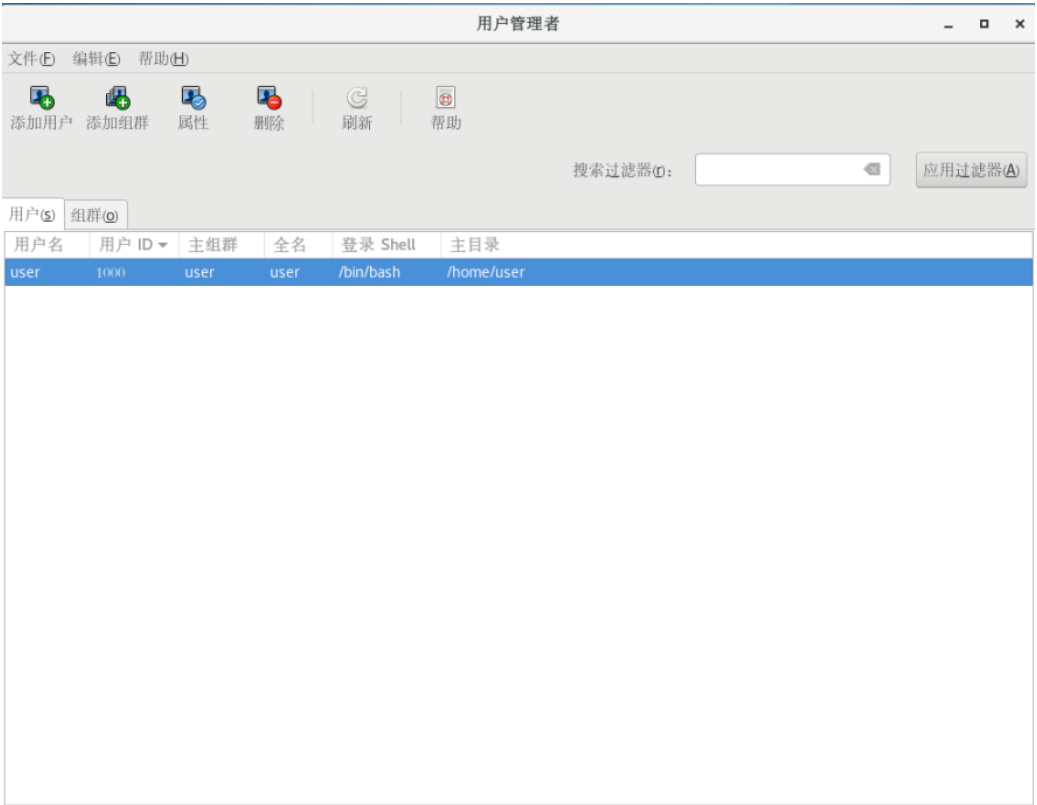 用户管理者
文件(F) 编辑(E) 帮助(H)
添加用户 添加组群 属性 删除 刷新 帮助
搜索过滤器(r): 应用过滤器(A)
用户(s) 组群(o)
用户名 用户 ID 主组群 全名 登录 Shell 主目录
user 1000 user user /bin/bash /home/user